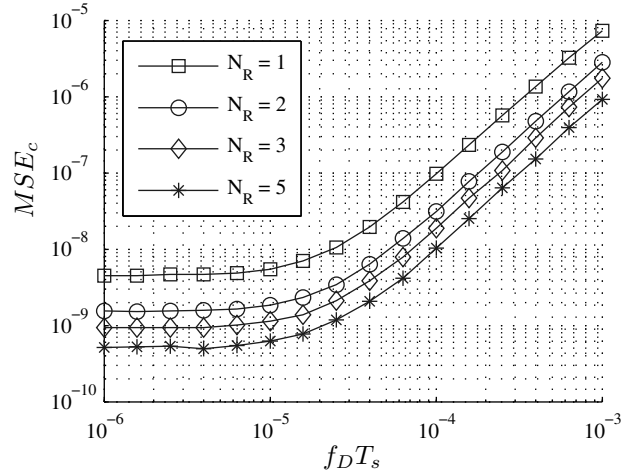 10^-5
10^-6
10^-7
10^-8
10^-9
10^-10
MSE_c
N_R = 1
N_R = 2
N_R = 3
N_R = 5
10^-6 10^-5 10^-4 10^-3
f_D T_s